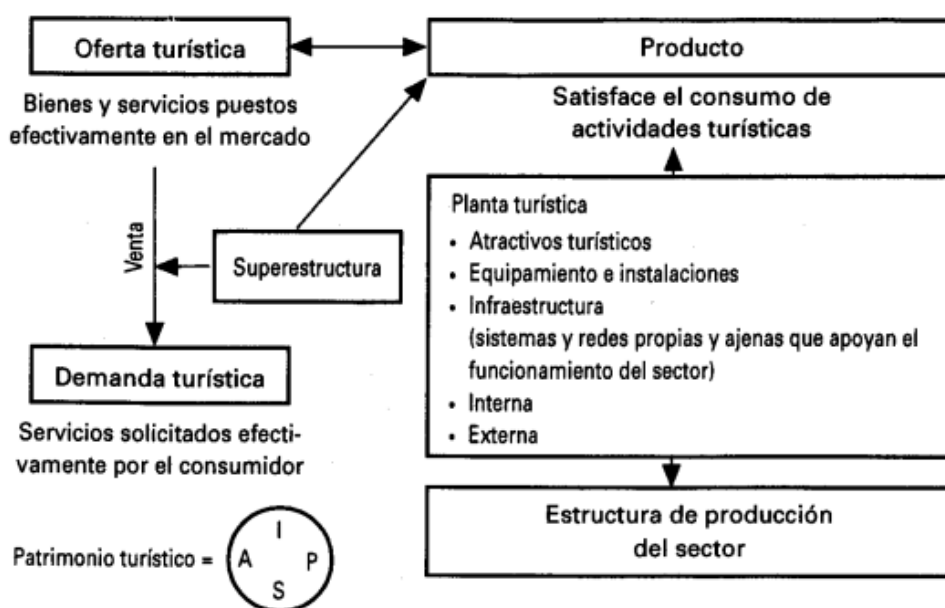 Oferta turística
Bienes y servicios puestos
efectivamente en el mercado
Venta
Superestructura
Demanda turística
Servicios solicitados efecti-
vamente por el consumidor
Patrimonio turístico =
I
A P
S
Producto
Satisface el consumo de
actividades turísticas
Planta turística
• Atractivos turísticos
• Equipamiento e instalaciones
• Infraestructura
(sistemas y redes propias y ajenas que apoyan el
funcionamiento del sector)
• Interna
• Externa
Estructura de producción
del sector